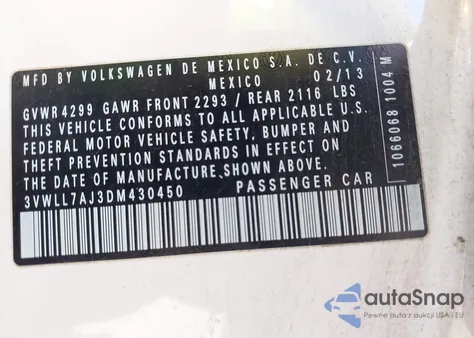 MFD BY VOLKSWAGEN DE MEXICO S.A. DE C.V.
MEXICO 02/13
GVWR 4299 GAWR FRONT 2293 / REAR 2116 LBS
THIS VEHICLE CONFORMS TO ALL APPLICABLE U.S.
FEDERAL MOTOR VEHICLE SAFETY, BUMPER AND
THEFT PREVENTION STANDARDS IN EFFECT ON
THE DATE OF MANUFACTURE SHOWN ABOVE.
3VWLL7AJ3DM430450 PASSENGER CAR
1066068 1004 M
autoSnap
Pewne auta z aukcji USA i EU